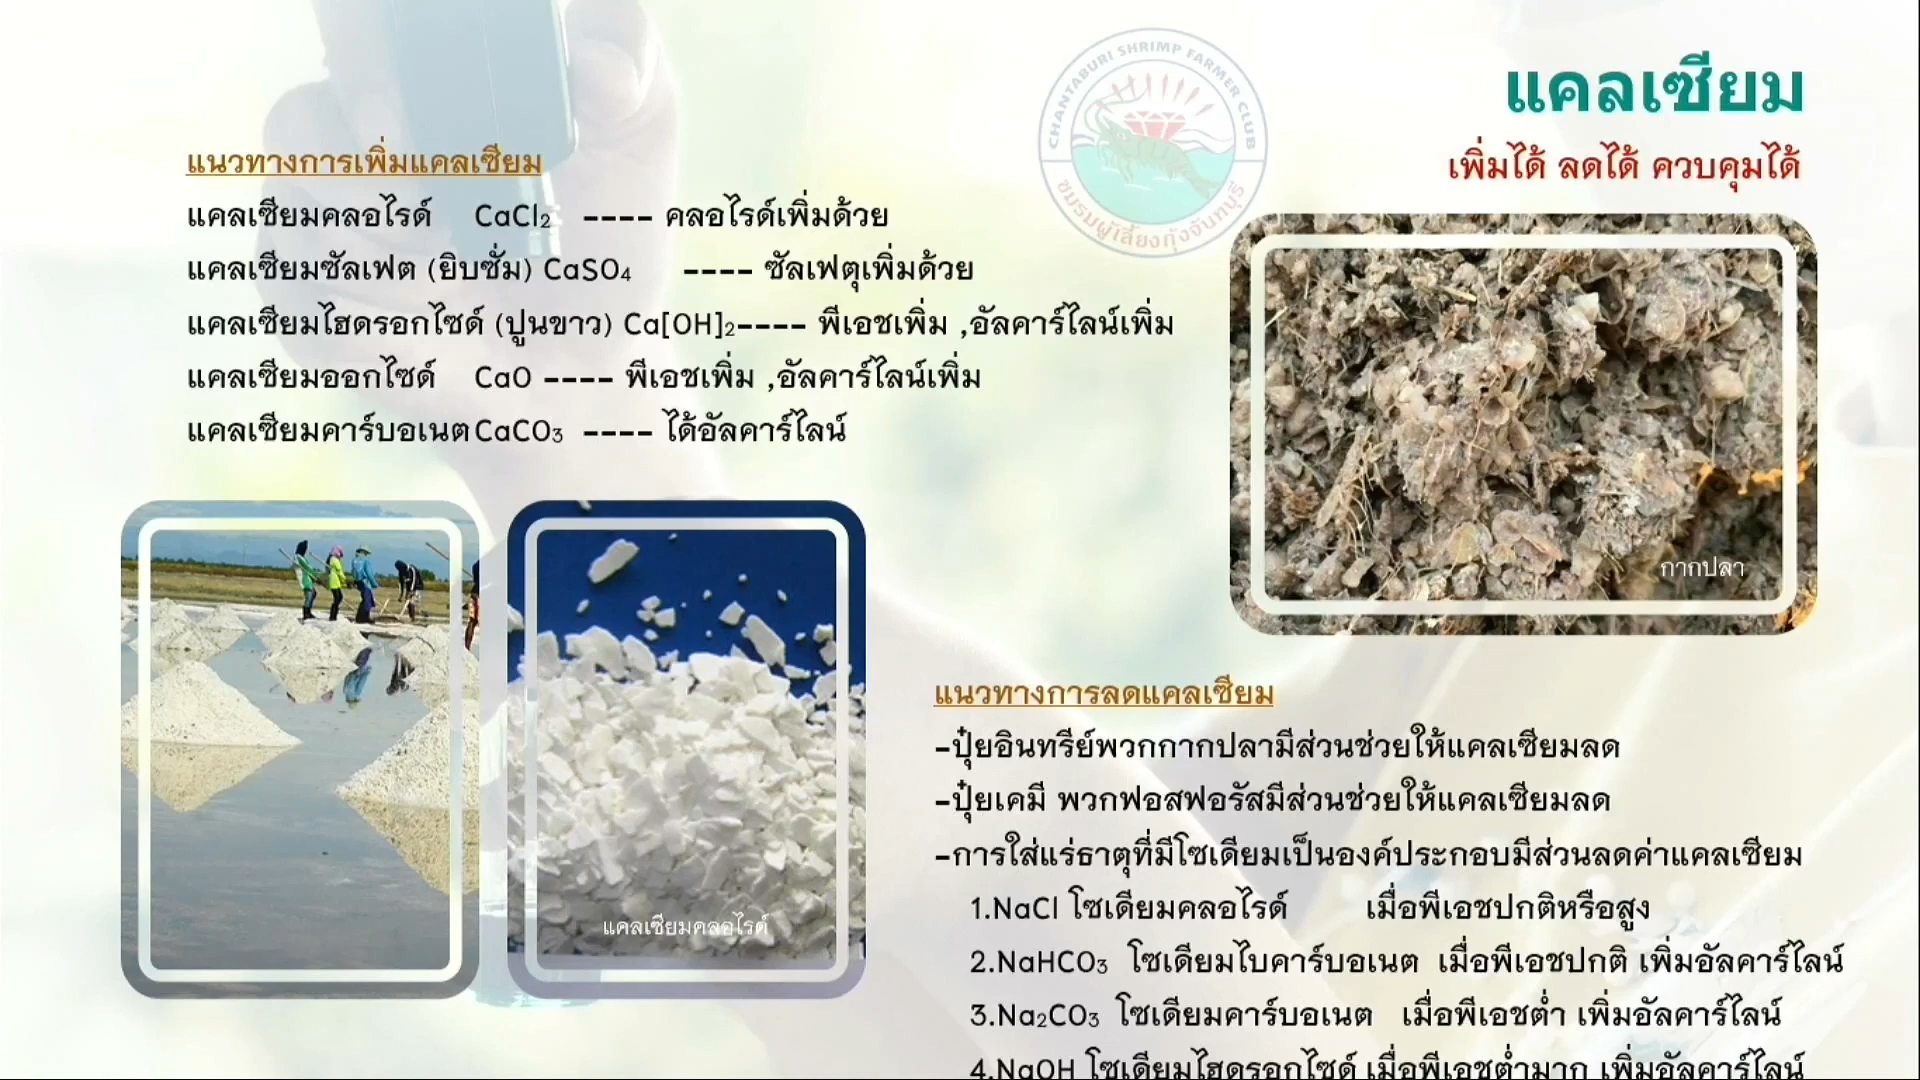 CHANTABURI SHRIMP FARMER CLUB
ชมรมผู้เลี้ยงกุ้งจันทบุรี
แคลเซียม
เพิ่มได้ ลดได้ ควบคุมได้
แนวทางการเพิ่มแคลเซียม
แคลเซียมคลอไรด์ CaCl₂ ---- คลอไรด์เพิ่มด้วย
แคลเซียมซัลเฟต (ยิบซั่ม) CaSO₄ ---- ซัลเฟตุเพิ่มด้วย
แคลเซียมไฮดรอกไซด์ (ปูนขาว) Ca[OH]₂---- พีเอชเพิ่ม ,อัลคาร์ไลน์เพิ่ม
แคลเซียมออกไซด์ CaO ---- พีเอชเพิ่ม ,อัลคาร์ไลน์เพิ่ม
แคลเซียมคาร์บอเนต CaCO₃ ---- ได้อัลคาร์ไลน์
กากปลา
แคลเซียมคลอไรด์
แนวทางการลดแคลเซียม
-ปุ๋ยอินทรีย์พวกกากปลามีส่วนช่วยให้แคลเซียมลด
-ปุ๋ยเคมี พวกฟอสฟอรัสมีส่วนช่วยให้แคลเซียมลด
-การใส่แร่ธาตุที่มีโซเดียมเป็นองค์ประกอบมีส่วนลดค่าแคลเซียม
1.NaCl โซเดียมคลอไรด์ เมื่อพีเอชปกติหรือสูง
2.NaHCO₃ โซเดียมไบคาร์บอเนต เมื่อพีเอชปกติ เพิ่มอัลคาร์ไลน์
3.Na₂CO₃ โซเดียมคาร์บอเนต เมื่อพีเอชต่ำ เพิ่มอัลคาร์ไลน์
4.NaOH โซเดียมไฮดรอกไซด์ เมื่อพีเอชต่ำมาก เพิ่มอัลคาร์ไลน์